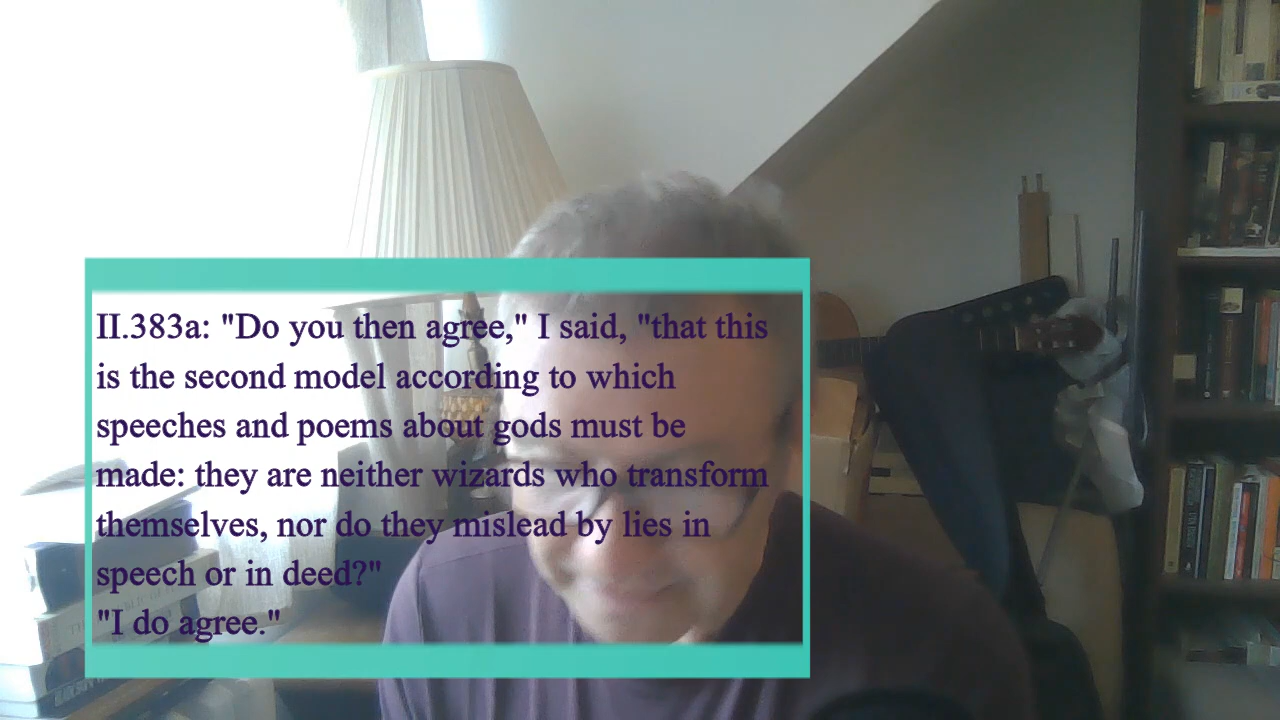 II.383a: "Do you then agree," I said, "that this
is the second model according to which
speeches and poems about gods must be
made: they are neither wizards who transform
themselves, nor do they mislead by lies in
speech or in deed?"
"I do agree."